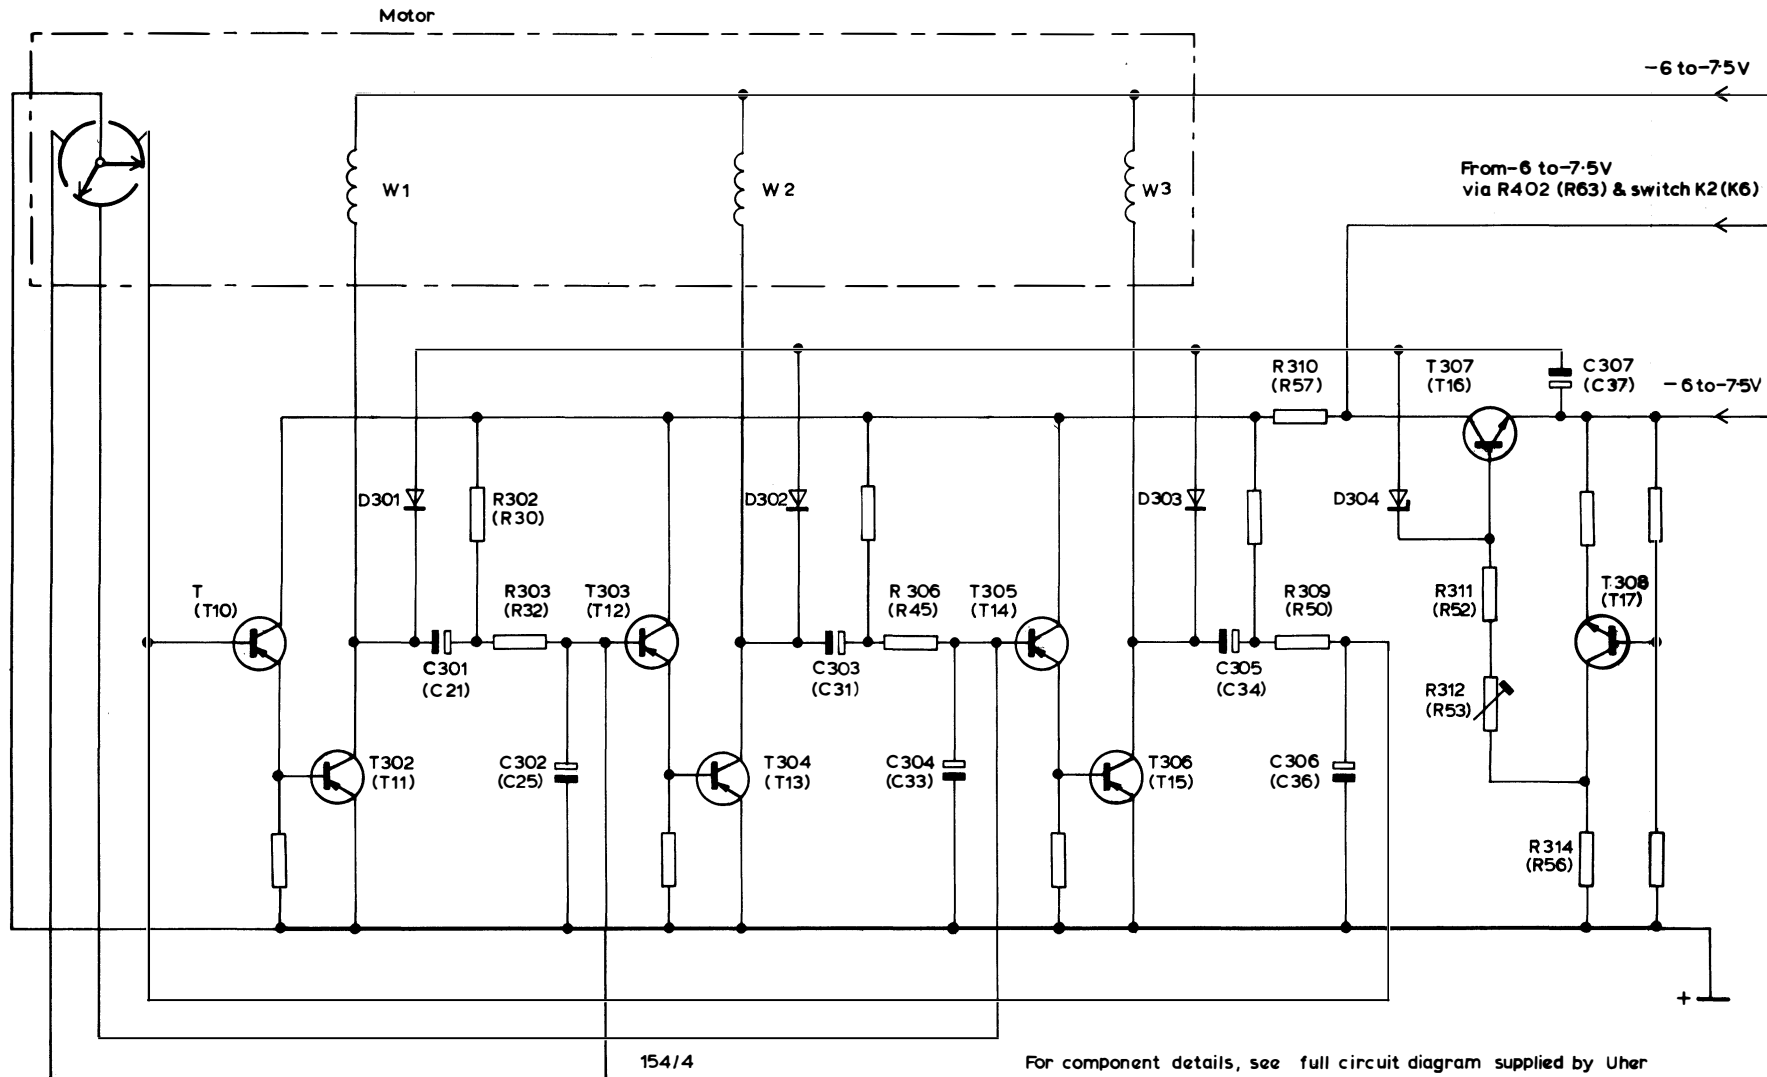 Motor
-6 to-7·5V
From-6 to-7·5V
via R402 (R63) & switch K2(K6)
W1
W2
W3
R310
(R57)
T307
(T16)
C307
(C37)
-6 to-7·5V
D301
R302
(R30)
D302
D303
D304
T
(T10)
R303
(R32)
T303
(T12)
R306
(R45)
T305
(T14)
R309
(R50)
R311
(R52)
T308
(T17)
C301
(C21)
C303
(C31)
C305
(C34)
R312
(R53)
T302
(T11)
C302
(C25)
T304
(T13)
C304
(C33)
T306
(T15)
C306
(C36)
R314
(R56)
+
154/4
For component details, see full circuit diagram supplied by Uher